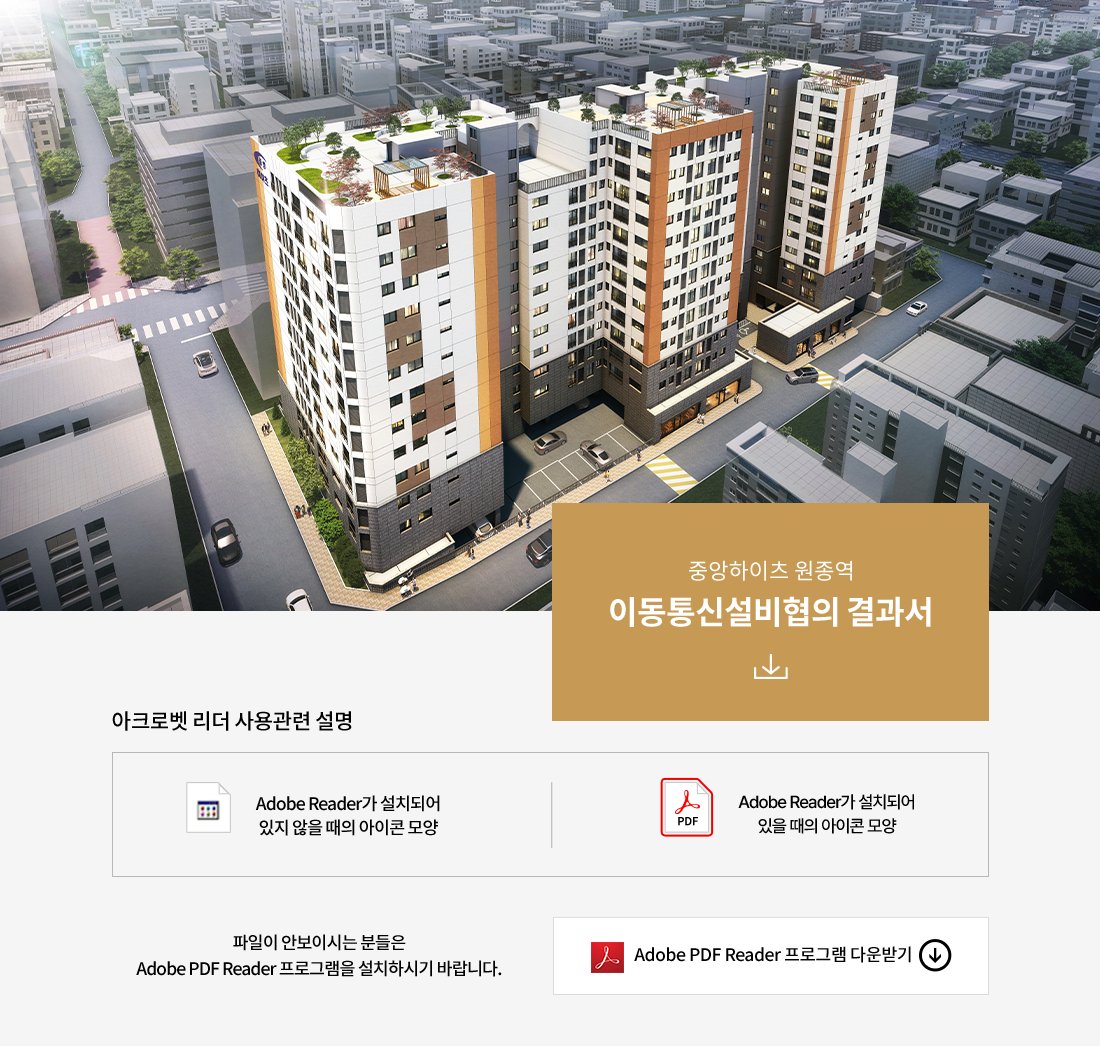 중앙하이츠 원종역
이동통신설비협의 결과서
아크로벳 리더 사용관련 설명
Adobe Reader가 설치되어
있지 않을 때의 아이콘 모양
PDF
Adobe Reader가 설치되어
있을 때의 아이콘 모양
파일이 안보이시는 분들은
Adobe PDF Reader 프로그램을 설치하시기 바랍니다.
Adobe PDF Reader 프로그램 다운받기